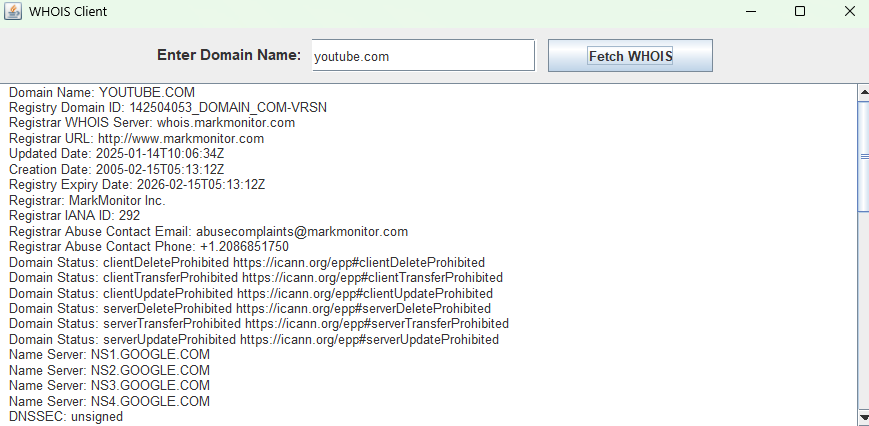 WHOIS Client
Enter Domain Name: youtube.com Fetch WHOIS
Domain Name: YOUTUBE.COM
Registry Domain ID: 142504053_DOMAIN_COM-VRSN
Registrar WHOIS Server: whois.markmonitor.com
Registrar URL: http://www.markmonitor.com
Updated Date: 2025-01-14T10:06:34Z
Creation Date: 2005-02-15T05:13:12Z
Registry Expiry Date: 2026-02-15T05:13:12Z
Registrar: MarkMonitor Inc.
Registrar IANA ID: 292
Registrar Abuse Contact Email: abusecomplaints@markmonitor.com
Registrar Abuse Contact Phone: +1.2086851750
Domain Status: clientDeleteProhibited https://icann.org/epp#clientDeleteProhibited
Domain Status: clientTransferProhibited https://icann.org/epp#clientTransferProhibited
Domain Status: clientUpdateProhibited https://icann.org/epp#clientUpdateProhibited
Domain Status: serverDeleteProhibited https://icann.org/epp#serverDeleteProhibited
Domain Status: serverTransferProhibited https://icann.org/epp#serverTransferProhibited
Domain Status: serverUpdateProhibited https://icann.org/epp#serverUpdateProhibited
Name Server: NS1.GOOGLE.COM
Name Server: NS2.GOOGLE.COM
Name Server: NS3.GOOGLE.COM
Name Server: NS4.GOOGLE.COM
DNSSEC: unsigned